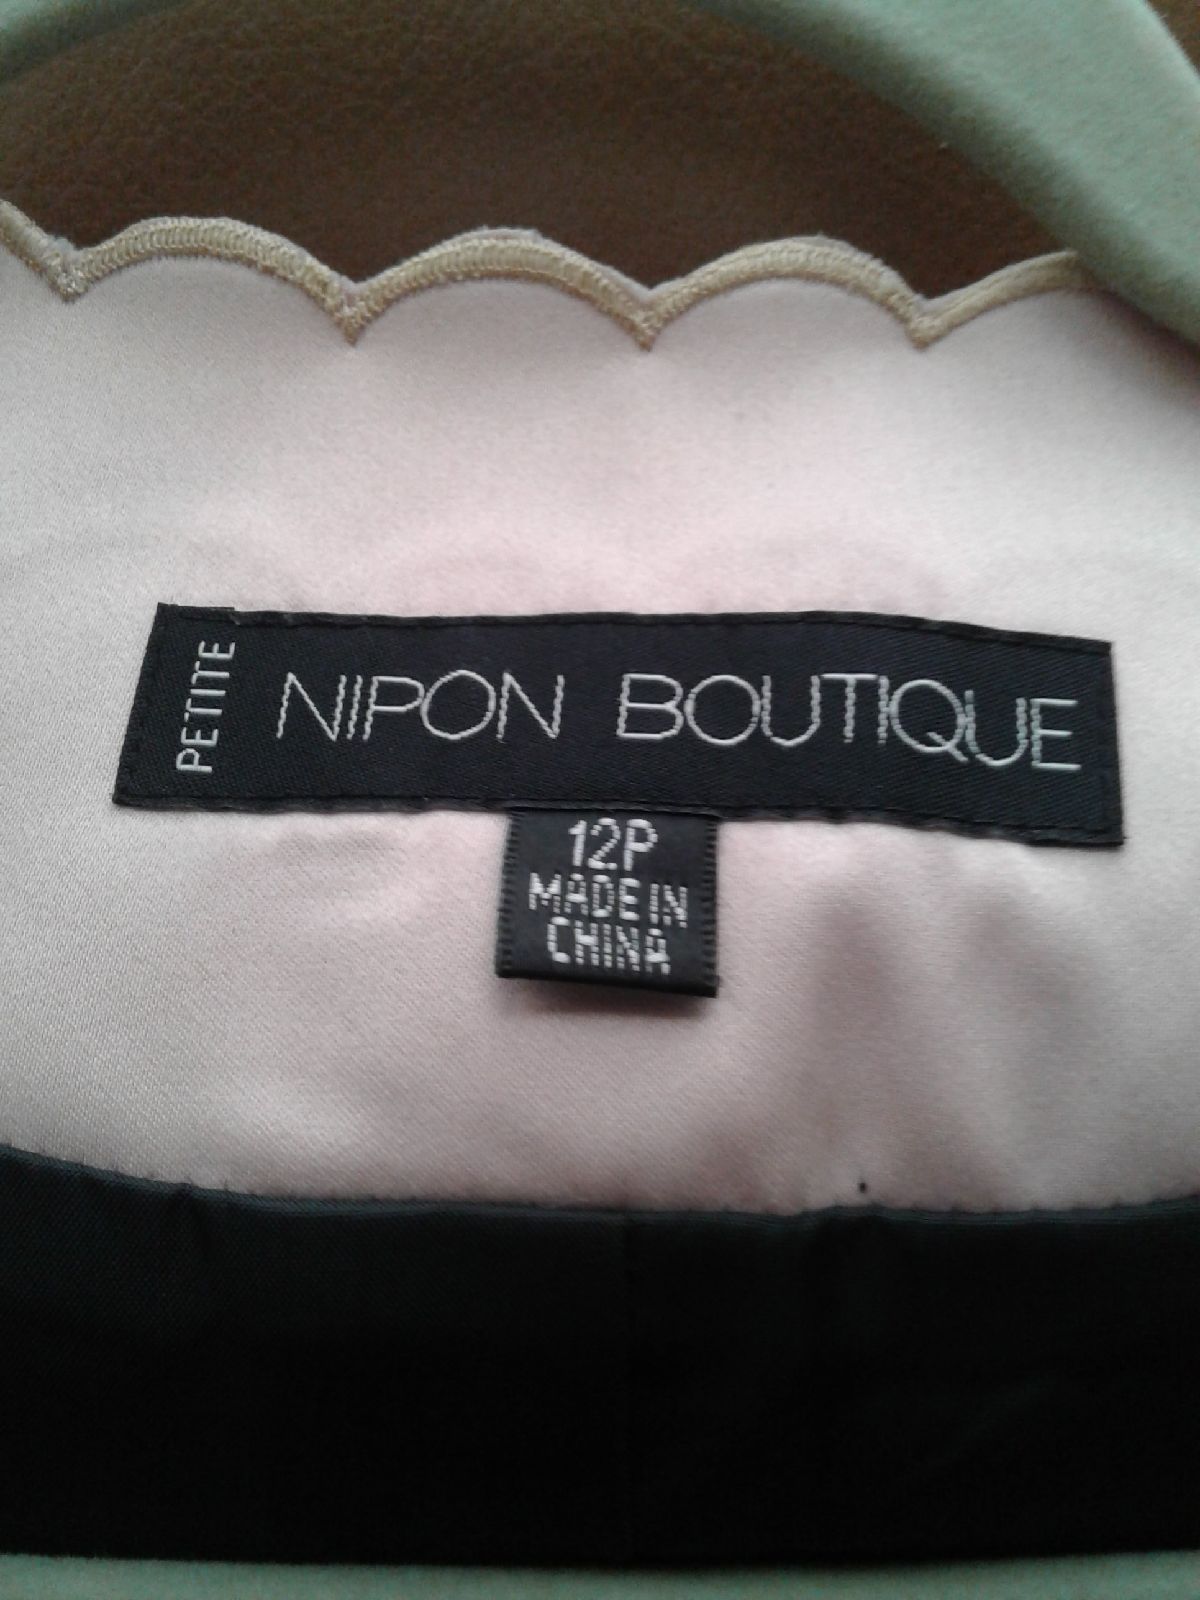 PETITE
NIPON BOUTIQUE
12P
MADE IN
CHINA